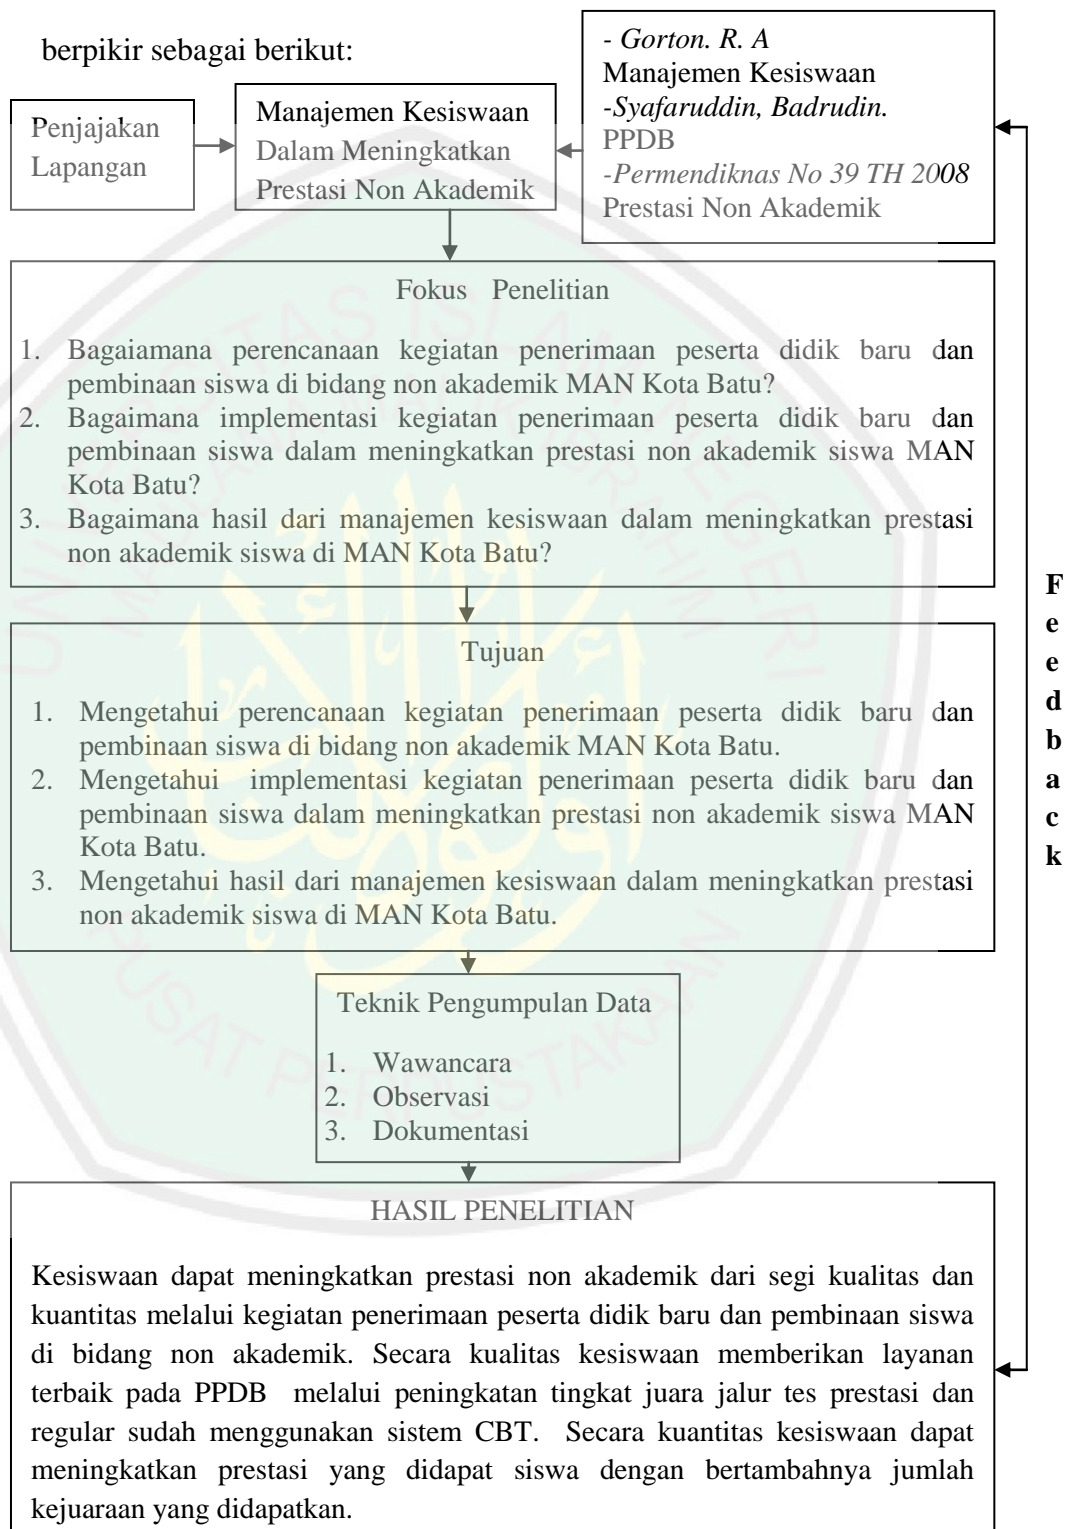 berpikir sebagai berikut:
Penjajakan
Lapangan
Manajemen Kesiswaan
Dalam Meningkatkan
Prestasi Non Akademik
- Gorton. R. A
Manajemen Kesiswaan
-Syafaruddin, Badrudin.
PPDB
-Permendiknas No 39 TH 2008
Prestasi Non Akademik
Fokus Penelitian
1. Bagaiamana perencanaan kegiatan penerimaan peserta didik baru dan
pembinaan siswa di bidang non akademik MAN Kota Batu?
2. Bagaimana implementasi kegiatan penerimaan peserta didik baru dan
pembinaan siswa dalam meningkatkan prestasi non akademik siswa MAN
Kota Batu?
3. Bagaimana hasil dari manajemen kesiswaan dalam meningkatkan prestasi
non akademik siswa di MAN Kota Batu?
Tujuan
1. Mengetahui perencanaan kegiatan penerimaan peserta didik baru dan
pembinaan siswa di bidang non akademik MAN Kota Batu.
2. Mengetahui implementasi kegiatan penerimaan peserta didik baru dan
pembinaan siswa dalam meningkatkan prestasi non akademik siswa MAN
Kota Batu.
3. Mengetahui hasil dari manajemen kesiswaan dalam meningkatkan prestasi
non akademik siswa di MAN Kota Batu.
Teknik Pengumpulan Data
1. Wawancara
2. Observasi
3. Dokumentasi
HASIL PENELITIAN
Kesiswaan dapat meningkatkan prestasi non akademik dari segi kualitas dan
kuantitas melalui kegiatan penerimaan peserta didik baru dan pembinaan siswa
di bidang non akademik. Secara kualitas kesiswaan memberikan layanan
terbaik pada PPDB melalui peningkatan tingkat juara jalur tes prestasi dan
regular sudah menggunakan sistem CBT. Secara kuantitas kesiswaan dapat
meningkatkan prestasi yang didapat siswa dengan bertambahnya jumlah
kejuaraan yang didapatkan.
Feedback
UNIVERSITAS ISLAM NEGERI
MAULANA MALIK IBRAHIM
PUSAT PERPUSTAKAAN